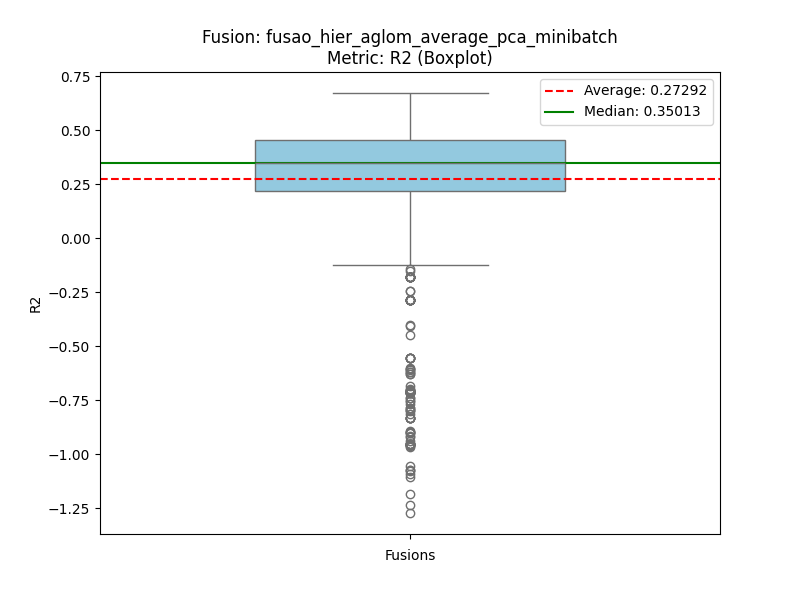 Fusion: fusao_hier_aglom_average_pca_minibatch
Metric: R2 (Boxplot)
Average: 0.27292
Median: 0.35013
0.75
0.50
0.25
0.00
−0.25
−0.50
−0.75
−1.00
−1.25
R2
Fusions